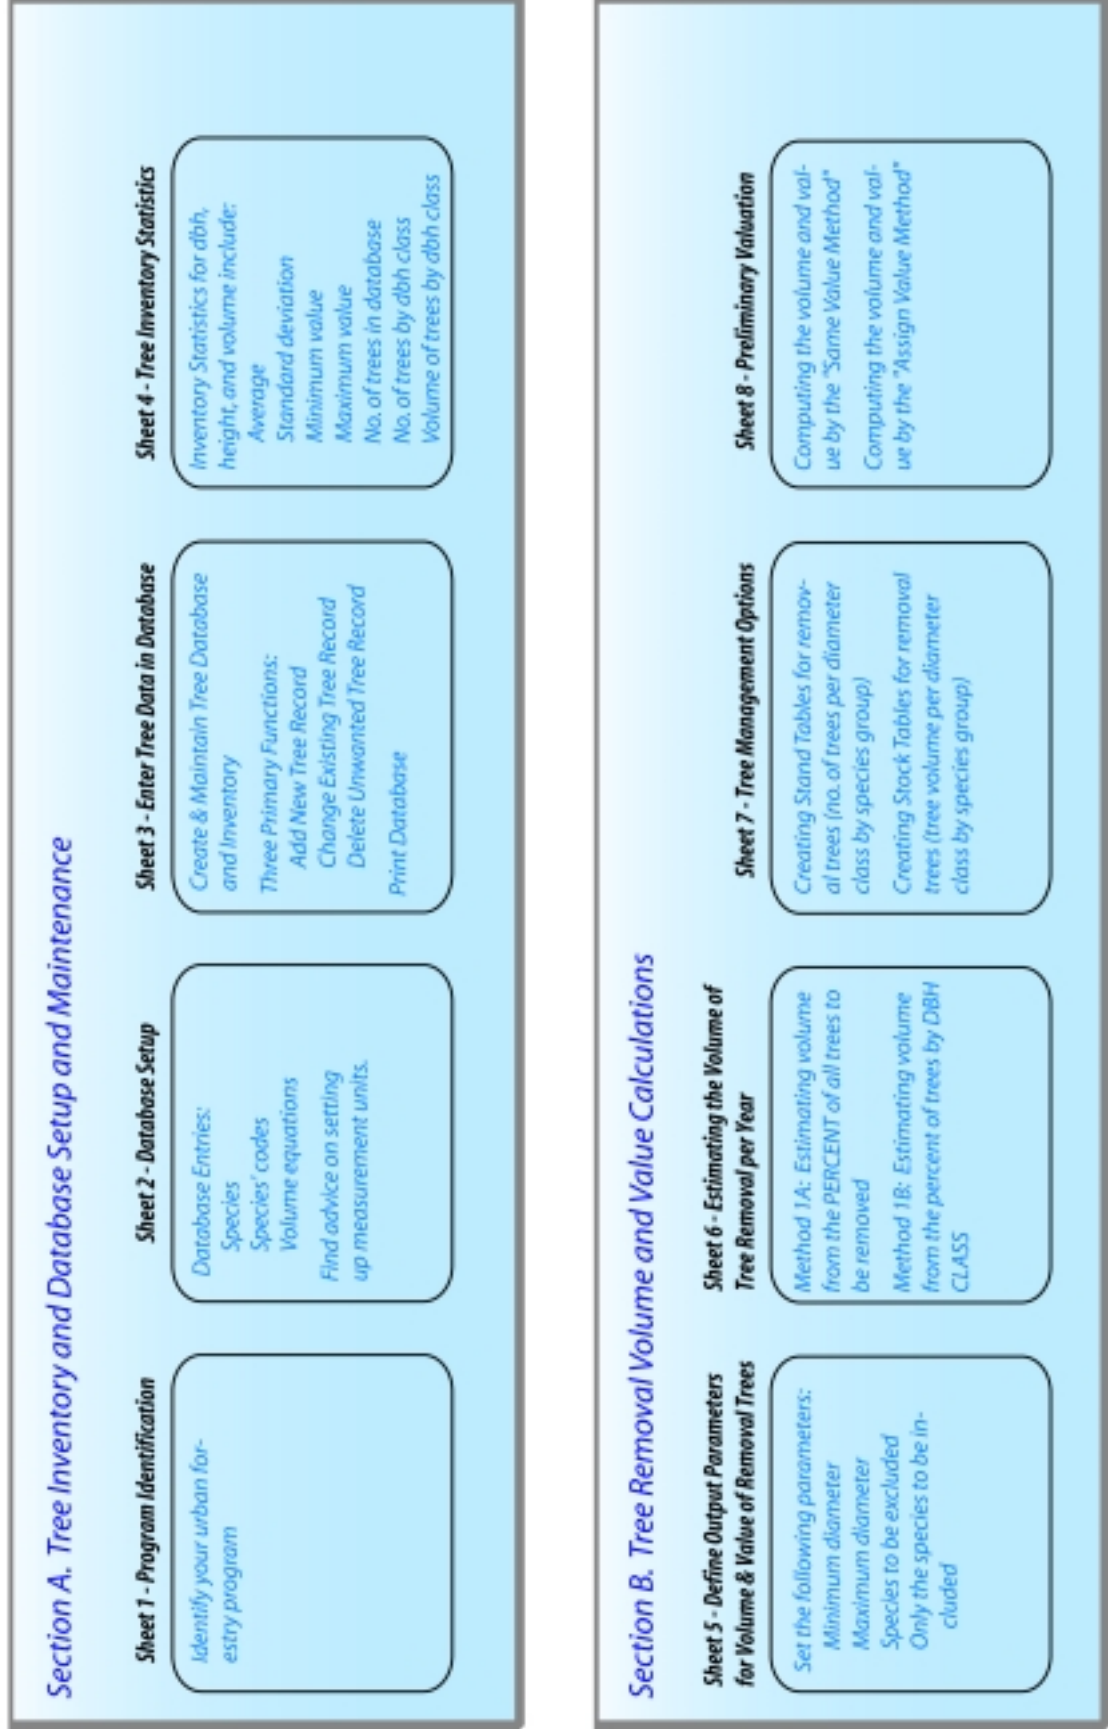 Section A. Tree Inventory and Database Setup and Maintenance
Sheet 1 - Program Identification
Identify your urban for-
estry program
Sheet 2 - Database Setup
Database Entries:
Species
Species' codes
Volume equations
Find advice on setting
up measurement units.
Sheet 3 - Enter Tree Data in Database
Create & Maintain Tree Database
and Inventory
Three Primary Functions:
Add New Tree Record
Change Existing Tree Record
Delete Unwanted Tree Record
Print Database
Sheet 4 - Tree Inventory Statistics
Inventory Statistics for dbh,
height, and volume include:
Average
Standard deviation
Minimum value
Maximum value
No. of trees in database
No. of trees by dbh class
Volume of trees by dbh class
Section B. Tree Removal Volume and Value Calculations
Sheet 5 - Define Output Parameters
for Volume & Value of Removal Trees
Set the following parameters:
Minimum diameter
Maximum diameter
Species to be excluded
Only the species to be in-
cluded
Sheet 6 - Estimating the Volume of
Tree Removal per Year
Method 1A: Estimating volume
from the PERCENT of all trees to
be removed
Method 1B: Estimating volume
from the percent of trees by DBH
CLASS
Sheet 7 - Tree Management Options
Creating Stand Tables for remov-
al trees (no. of trees per diameter
class by species group)
Creating Stock Tables for removal
trees (tree volume per diameter
class by species group)
Sheet 8 - Preliminary Valuation
Computing the volume and val-
ue by the "Same Value Method"
Computing the volume and val-
ue by the "Assign Value Method"